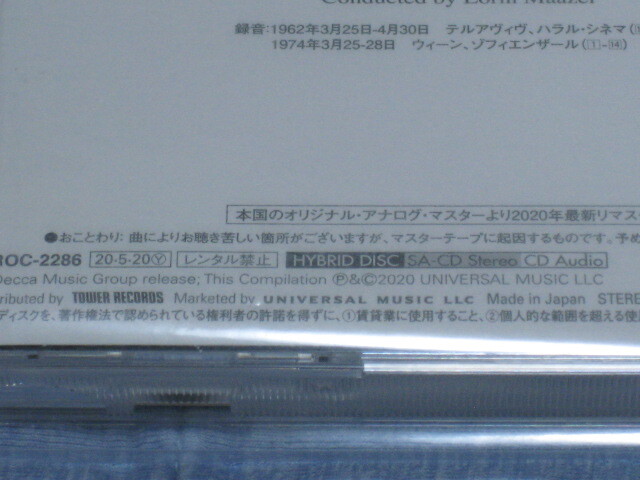 Conducted by Lorin Maazel
録音：1962年3月25日-4月30日 テルアヴィヴ、ハラル・シネマ（
1974年3月25-28日 ウィーン、ゾフィエンザール（1-14）
本国のオリジナル・アナログ・マスターより2020年最新リマス
●おことわり：曲によりお聴き苦しい箇所がございますが、マスターテープに起因するものです。予め
ROC-2286 20-5-20Ⓨ レンタル禁止 HYBRID DISC SA-CD Stereo CD Audio
Decca Music Group release; This Compilation ℗&©2020 UNIVERSAL MUSIC LLC
ributed by TOWER RECORDS Marketed by UNIVERSAL MUSIC LLC Made in Japan STERE
ディスクを、著作権法で認められている権利者の許諾を得ずに、①賃貸業に使用すること、②個人的な範囲を超える使